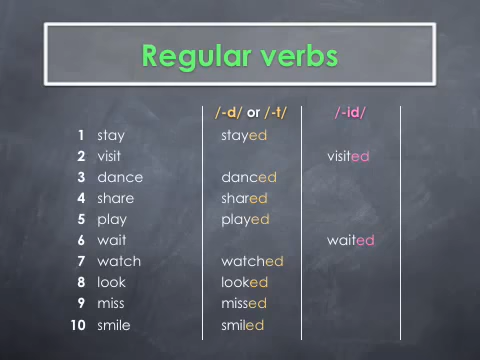 Regular verbs
/-d/ or /-t/ /-id/
1 stay stayed
2 visit visited
3 dance danced
4 share shared
5 play played
6 wait waited
7 watch watched
8 look looked
9 miss missed
10 smile smiled